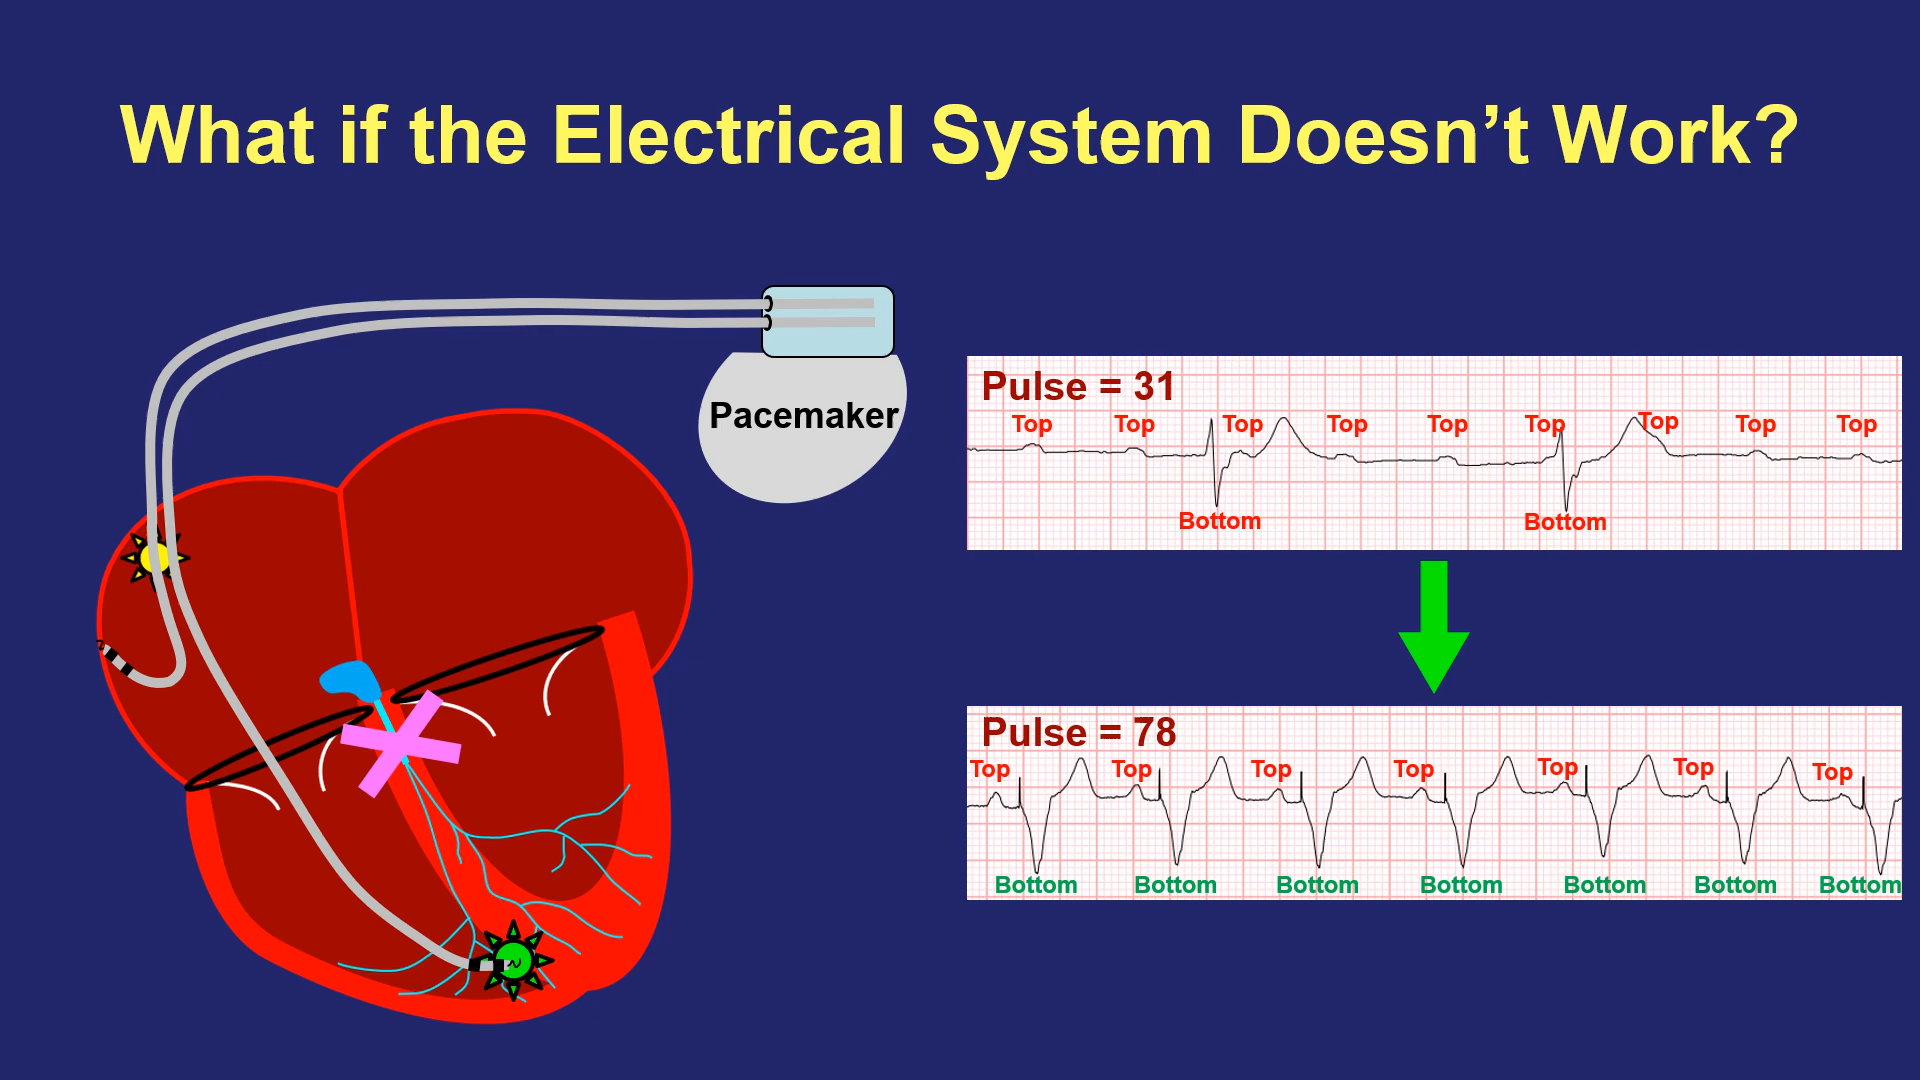 What if the Electrical System Doesn’t Work?
Pacemaker
Pulse = 31
Top Top Top Top Top Top Top Top Top
Bottom Bottom
Pulse = 78
Top Top Top Top Top Top Top
Bottom Bottom Bottom Bottom Bottom Bottom Bottom